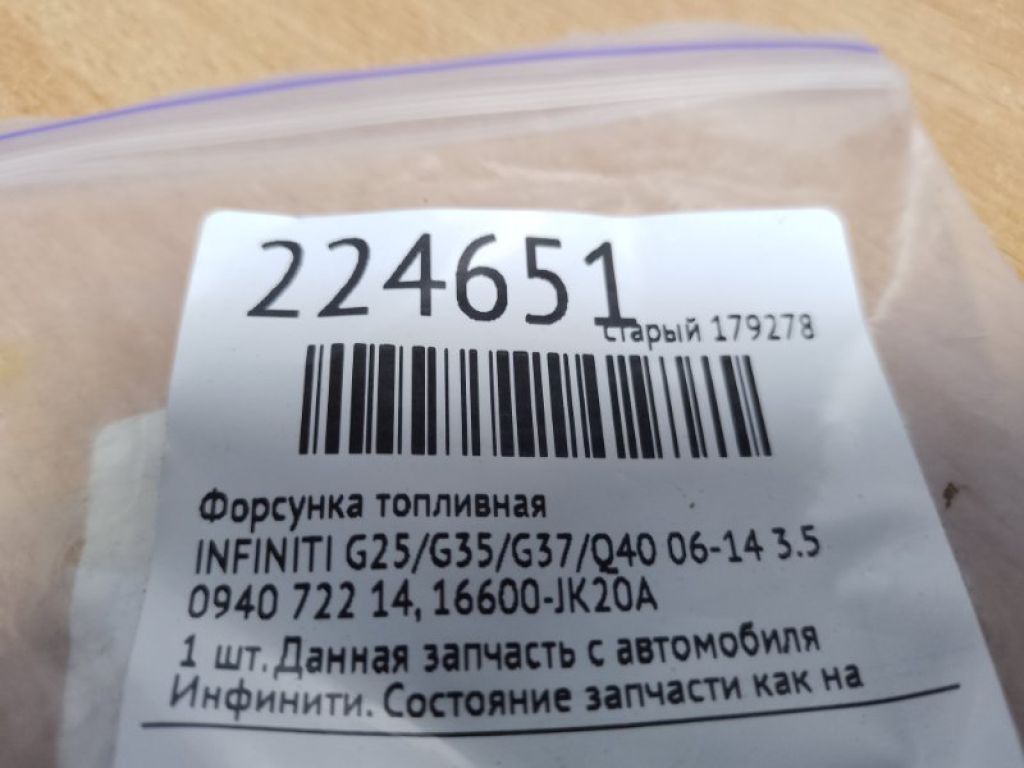 224651
старый 179278
Форсунка топливная
INFINITI G25/G35/G37/Q40 06-14 3.5
0940 722 14, 16600-JK20A
1 шт. Данная запчасть с автомобиля
Инфинити. Состояние запчасти как на